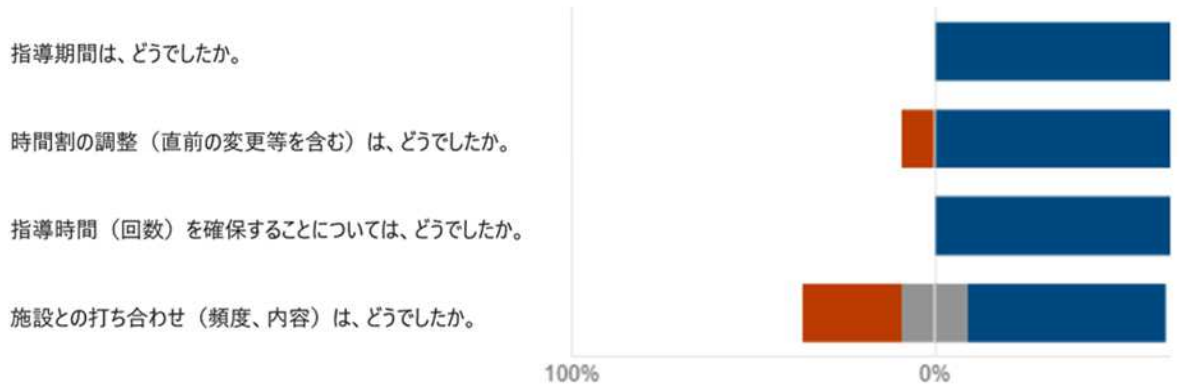 指導期間は、どうでしたか。
時間割の調整（直前の変更等を含む）は、どうでしたか。
指導時間（回数）を確保することについては、どうでしたか。
施設との打ち合わせ（頻度、内容）は、どうでしたか。
100% 0%